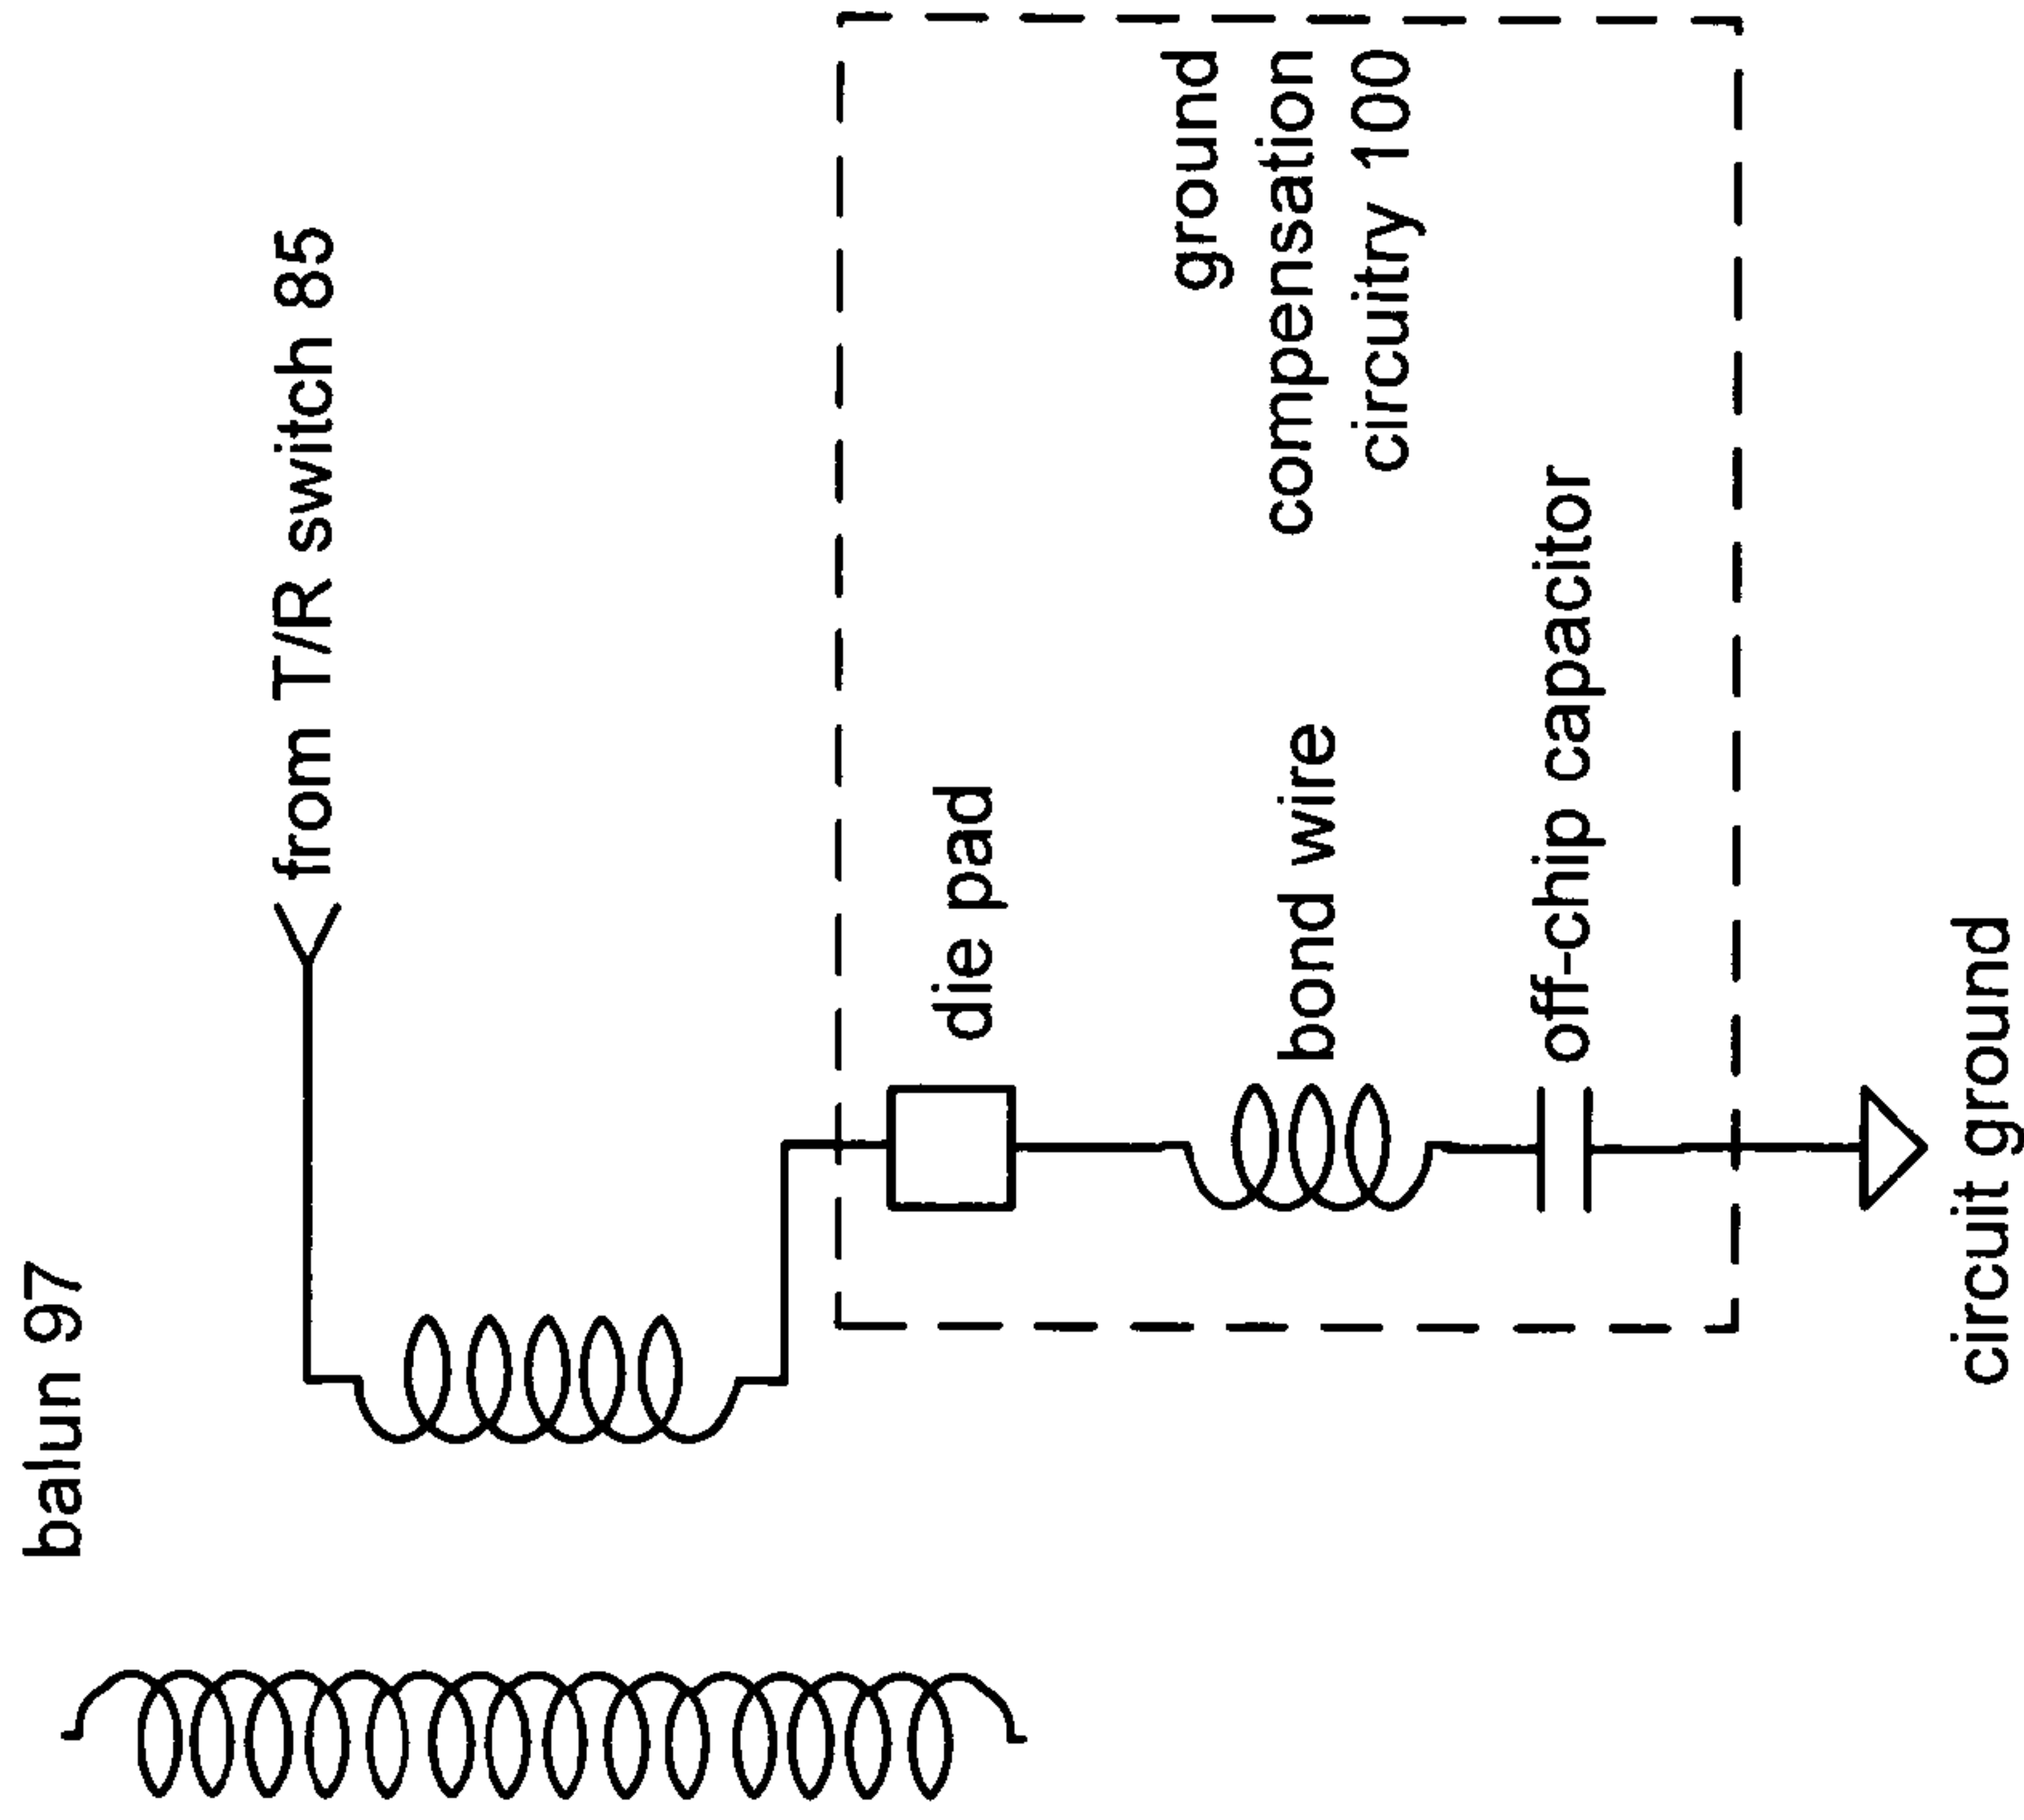 balun 97
from T/R switch 85
die pad
ground
compensation
circuitry 100
bond wire
off-chip capacitor
circuit ground